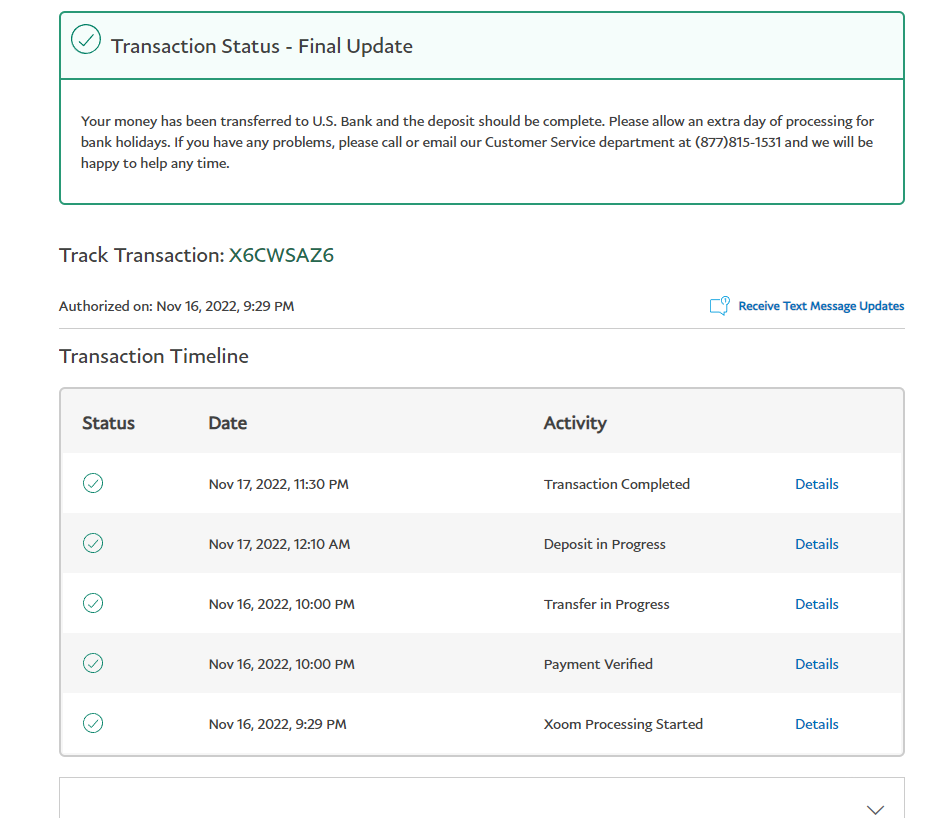 Transaction Status - Final Update
Your money has been transferred to U.S. Bank and the deposit should be complete. Please allow an extra day of processing for
bank holidays. If you have any problems, please call or email our Customer Service department at (877)815-1531 and we will be
happy to help any time.
Track Transaction: X6CWSAZ6
Authorized on: Nov 16, 2022, 9:29 PM
Receive Text Message Updates
Transaction Timeline
Status Date Activity
Nov 17, 2022, 11:30 PM Transaction Completed Details
Nov 17, 2022, 12:10 AM Deposit in Progress Details
Nov 16, 2022, 10:00 PM Transfer in Progress Details
Nov 16, 2022, 10:00 PM Payment Verified Details
Nov 16, 2022, 9:29 PM Xoom Processing Started Details